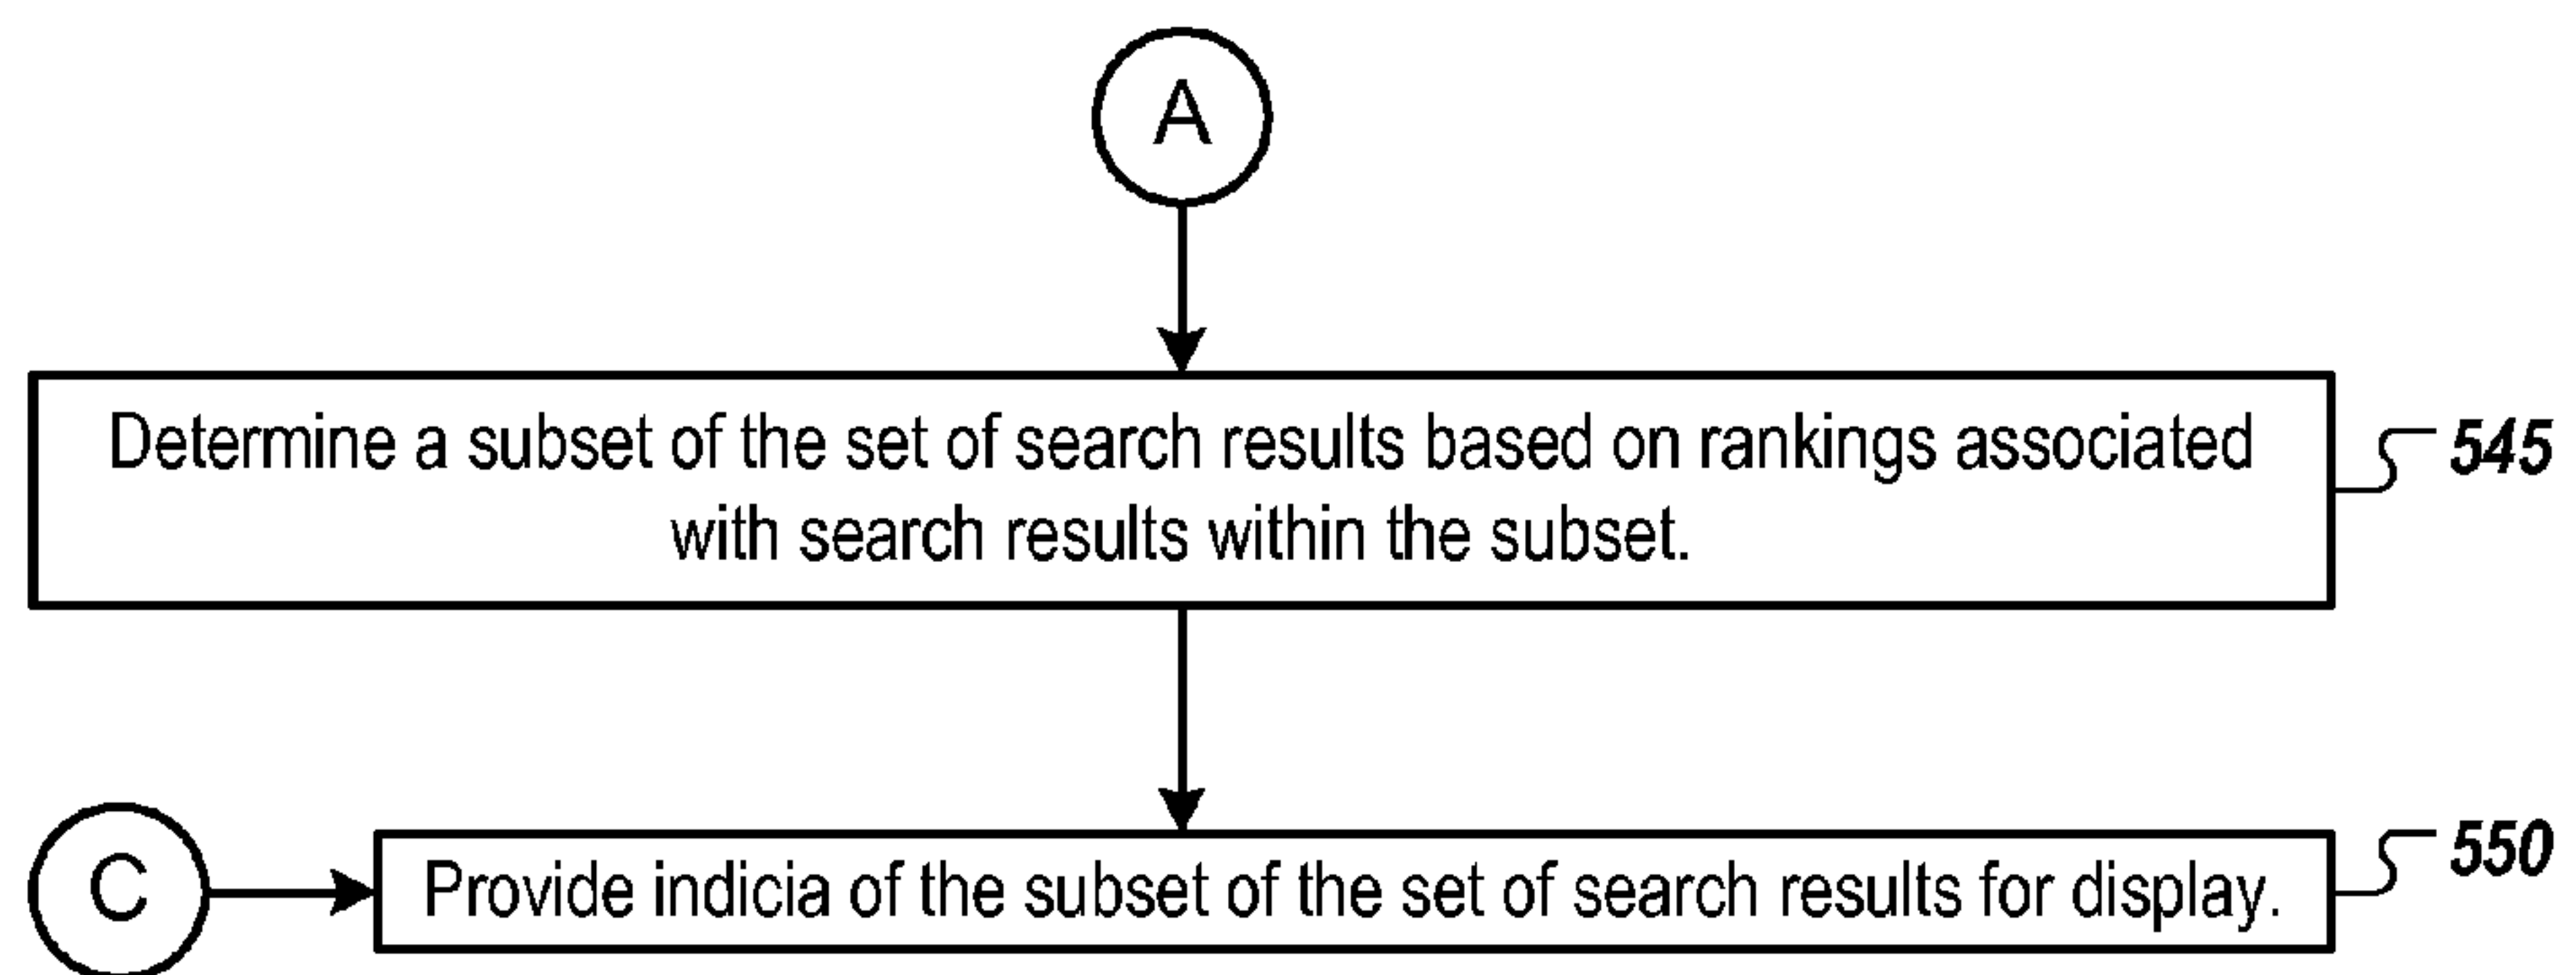 A
Determine a subset of the set of search results based on rankings associated
with search results within the subset.
545
C
Provide indicia of the subset of the set of search results for display.
550